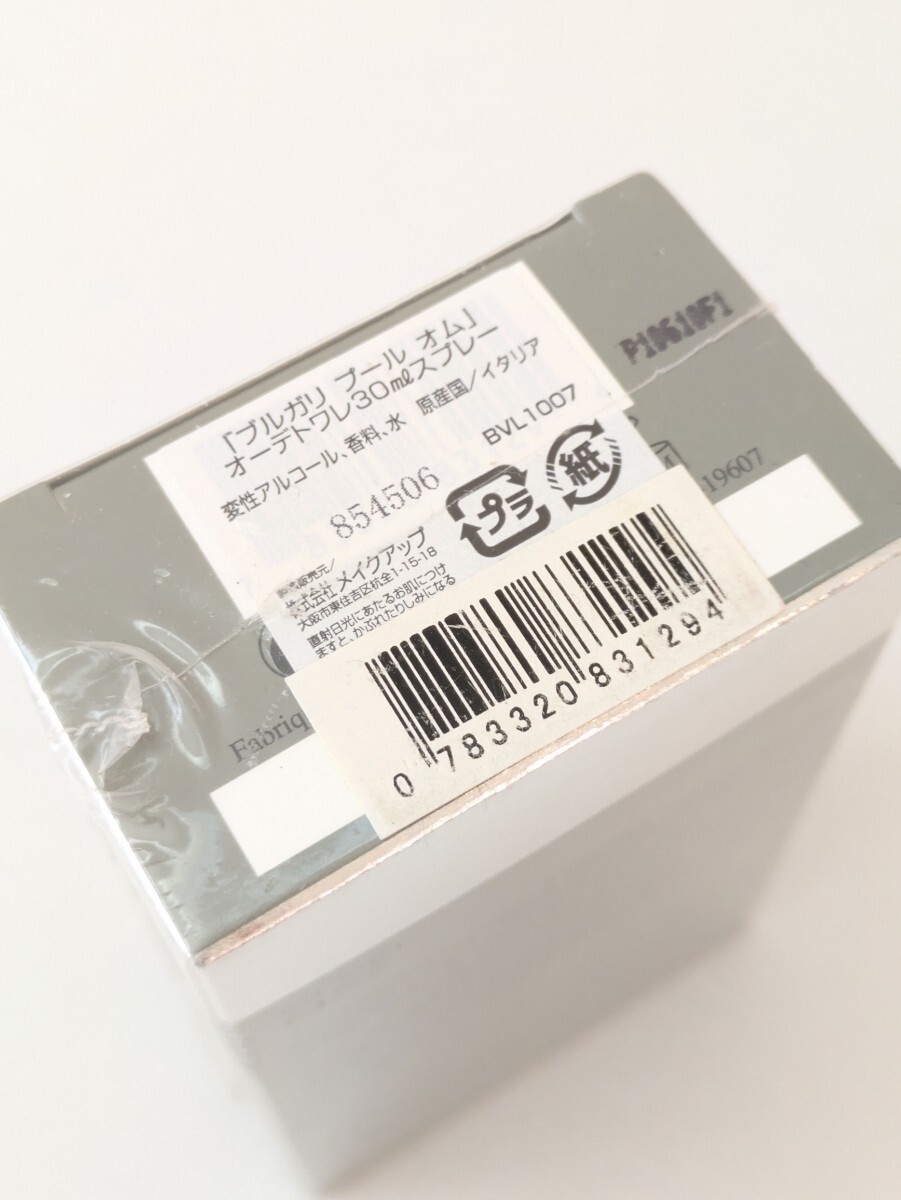 「ブルガリ プール オム」
オーデトワレ30mlスプレー
変性アルコール、香料、水 原産国/イタリア
854506
BVL1007
プラ
紙
販売元/
株式会社 メイクアップ
大阪市東住吉区杭全1-15-18
直射日光にあたるお肌につけ
ますと、かぶれたりしみになる
0 783320 831294
19607
Fabriq